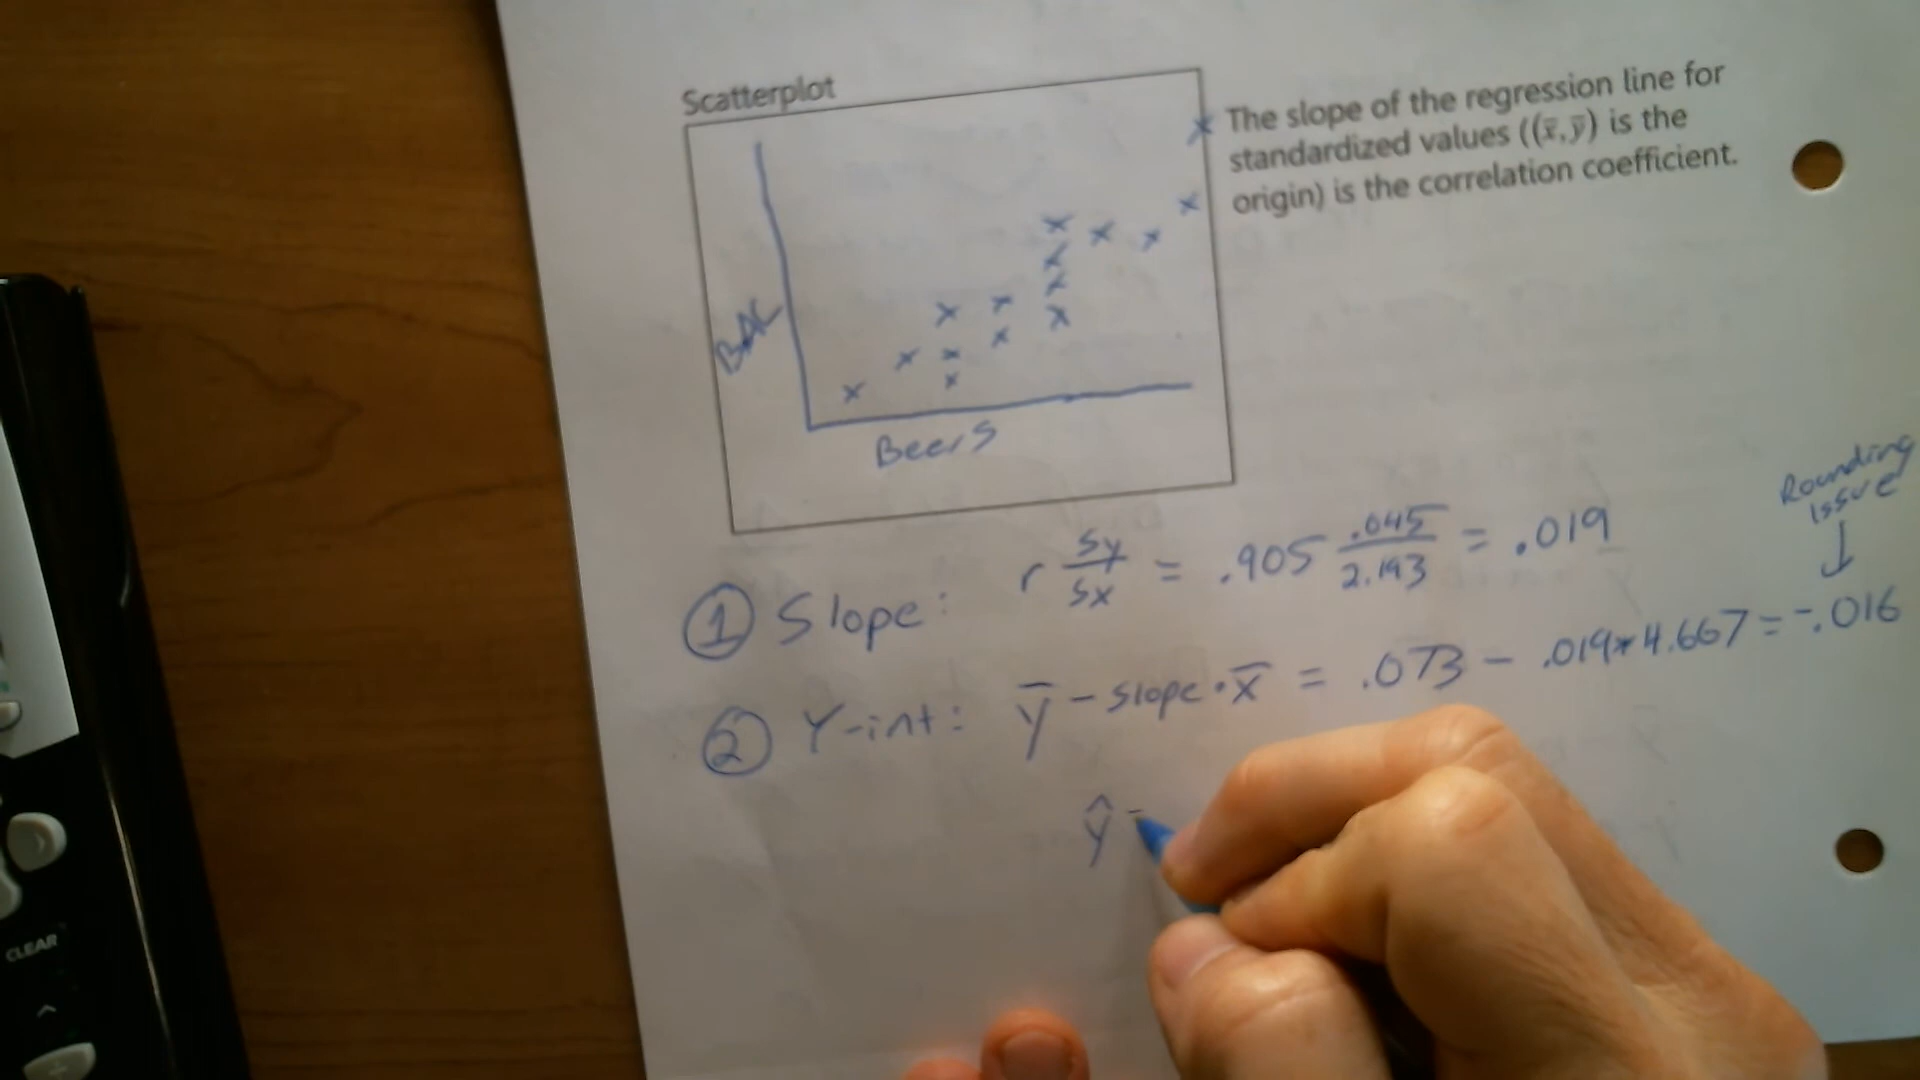 Scatterplot
The slope of the regression line for
standardized values ((x̄,ȳ) is the
origin) is the correlation coefficient.
BAC
Beers
Rounding
issue
① Slope: r sy/sx = .905 .045/2.193 = .019
② Y-int: ȳ - slope · x̄ = .073 - .019*4.667 = -.016
ŷ =
CLEAR